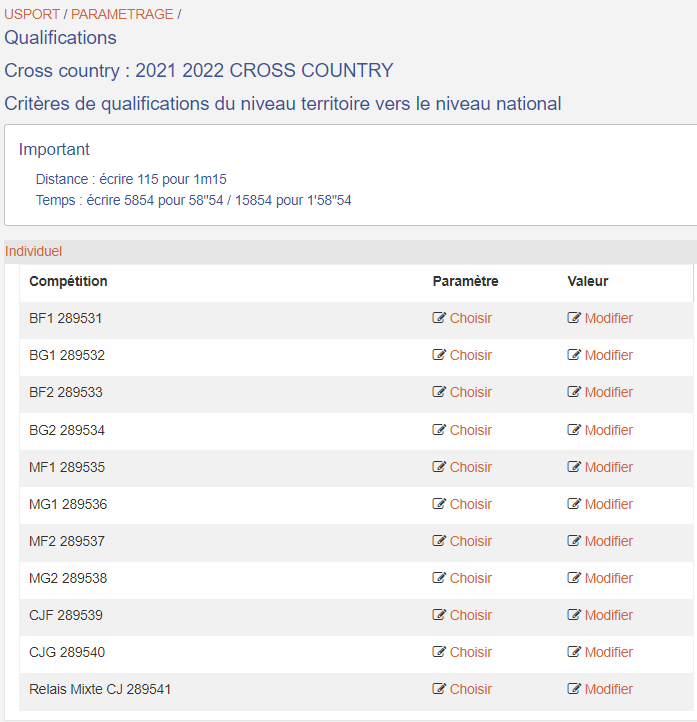 USPORT / PARAMETRAGE /
Qualifications
Cross country : 2021 2022 CROSS COUNTRY
Critères de qualifications du niveau territoire vers le niveau national
Important
Distance : écrire 115 pour 1m15
Temps : écrire 5854 pour 58"54 / 15854 pour 1'58"54
Individuel
Compétition Paramètre Valeur
BF1 289531 Choisir Modifier
BG1 289532 Choisir Modifier
BF2 289533 Choisir Modifier
BG2 289534 Choisir Modifier
MF1 289535 Choisir Modifier
MG1 289536 Choisir Modifier
MF2 289537 Choisir Modifier
MG2 289538 Choisir Modifier
CJF 289539 Choisir Modifier
CJG 289540 Choisir Modifier
Relais Mixte CJ 289541 Choisir Modifier